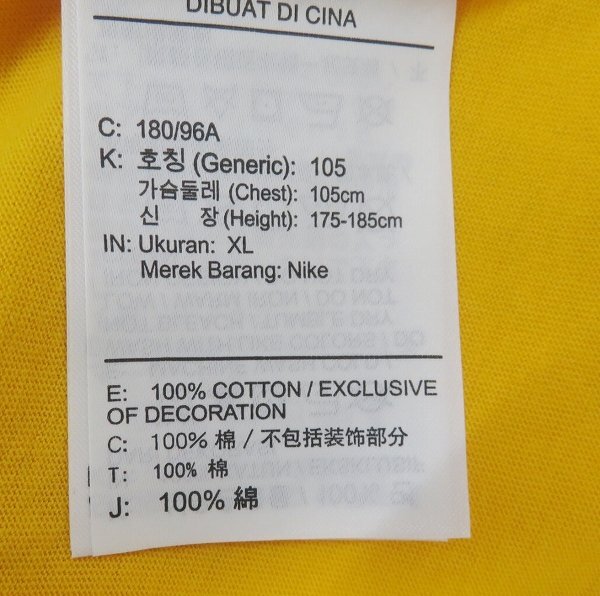 DIBUAT DI CINA
C: 180/96A
K: 호칭 (Generic): 105
가슴둘레 (Chest): 105cm
신 장 (Height): 175-185cm
IN: Ukuran: XL
Merek Barang: Nike
E: 100% COTTON / EXCLUSIVE
OF DECORATION
C: 100% 棉 / 不包括装饰部分
T: 100% 棉
J: 100% 綿